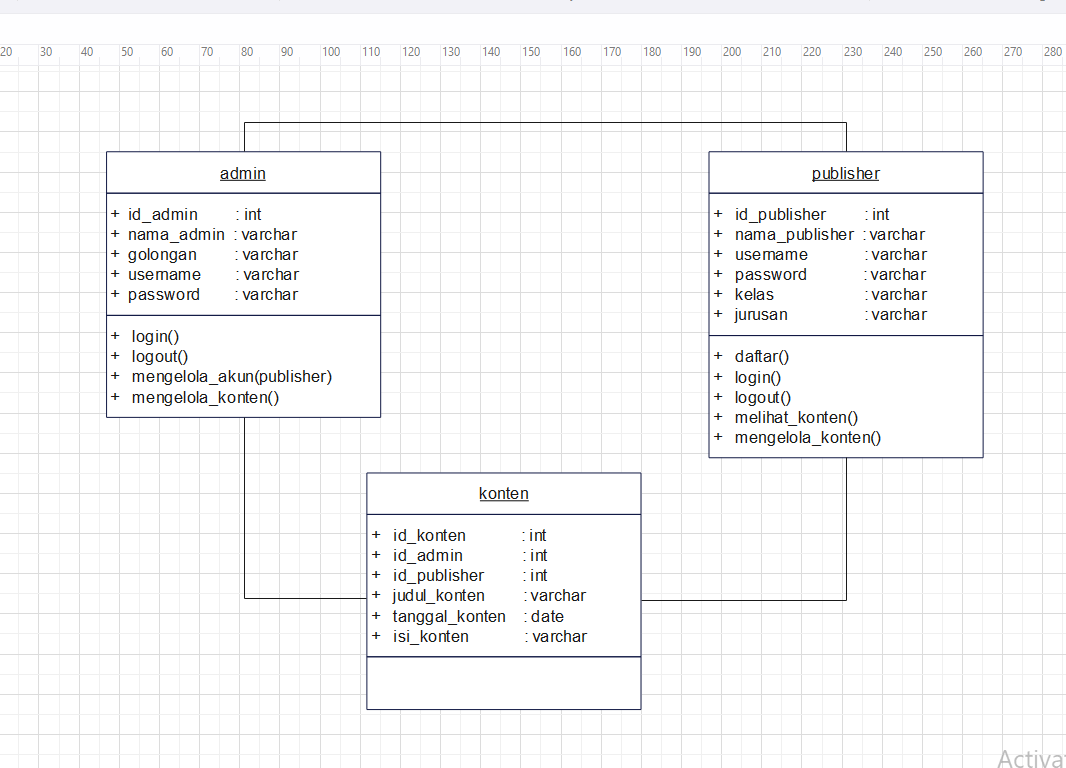 20 30 40 50 60 70 80 90 100 110 120 130 140 150 160 170 180 190 200 210 220 230 240 250 260 270 280
admin
+ id_admin : int
+ nama_admin : varchar
+ golongan : varchar
+ username : varchar
+ password : varchar
+ login()
+ logout()
+ mengelola_akun(publisher)
+ mengelola_konten()
publisher
+ id_publisher : int
+ nama_publisher : varchar
+ username : varchar
+ password : varchar
+ kelas : varchar
+ jurusan : varchar
+ daftar()
+ login()
+ logout()
+ melihat_konten()
+ mengelola_konten()
konten
+ id_konten : int
+ id_admin : int
+ id_publisher : int
+ judul_konten : varchar
+ tanggal_konten : date
+ isi_konten : varchar
Activa